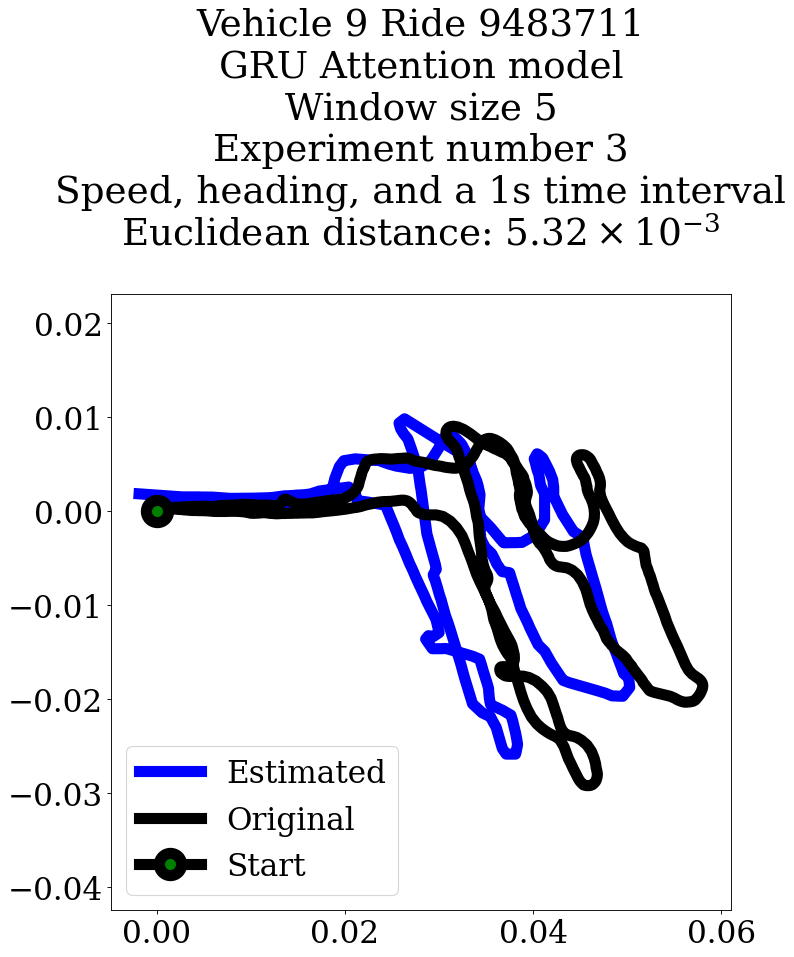 Vehicle 9 Ride 9483711
GRU Attention model
Window size 5
Experiment number 3
Speed, heading, and a 1s time interval
Euclidean distance: 5.32 × 10⁻³
0.02
0.01
0.00
−0.01
−0.02
−0.03
−0.04
Estimated
Original
Start
0.00 0.02 0.04 0.06